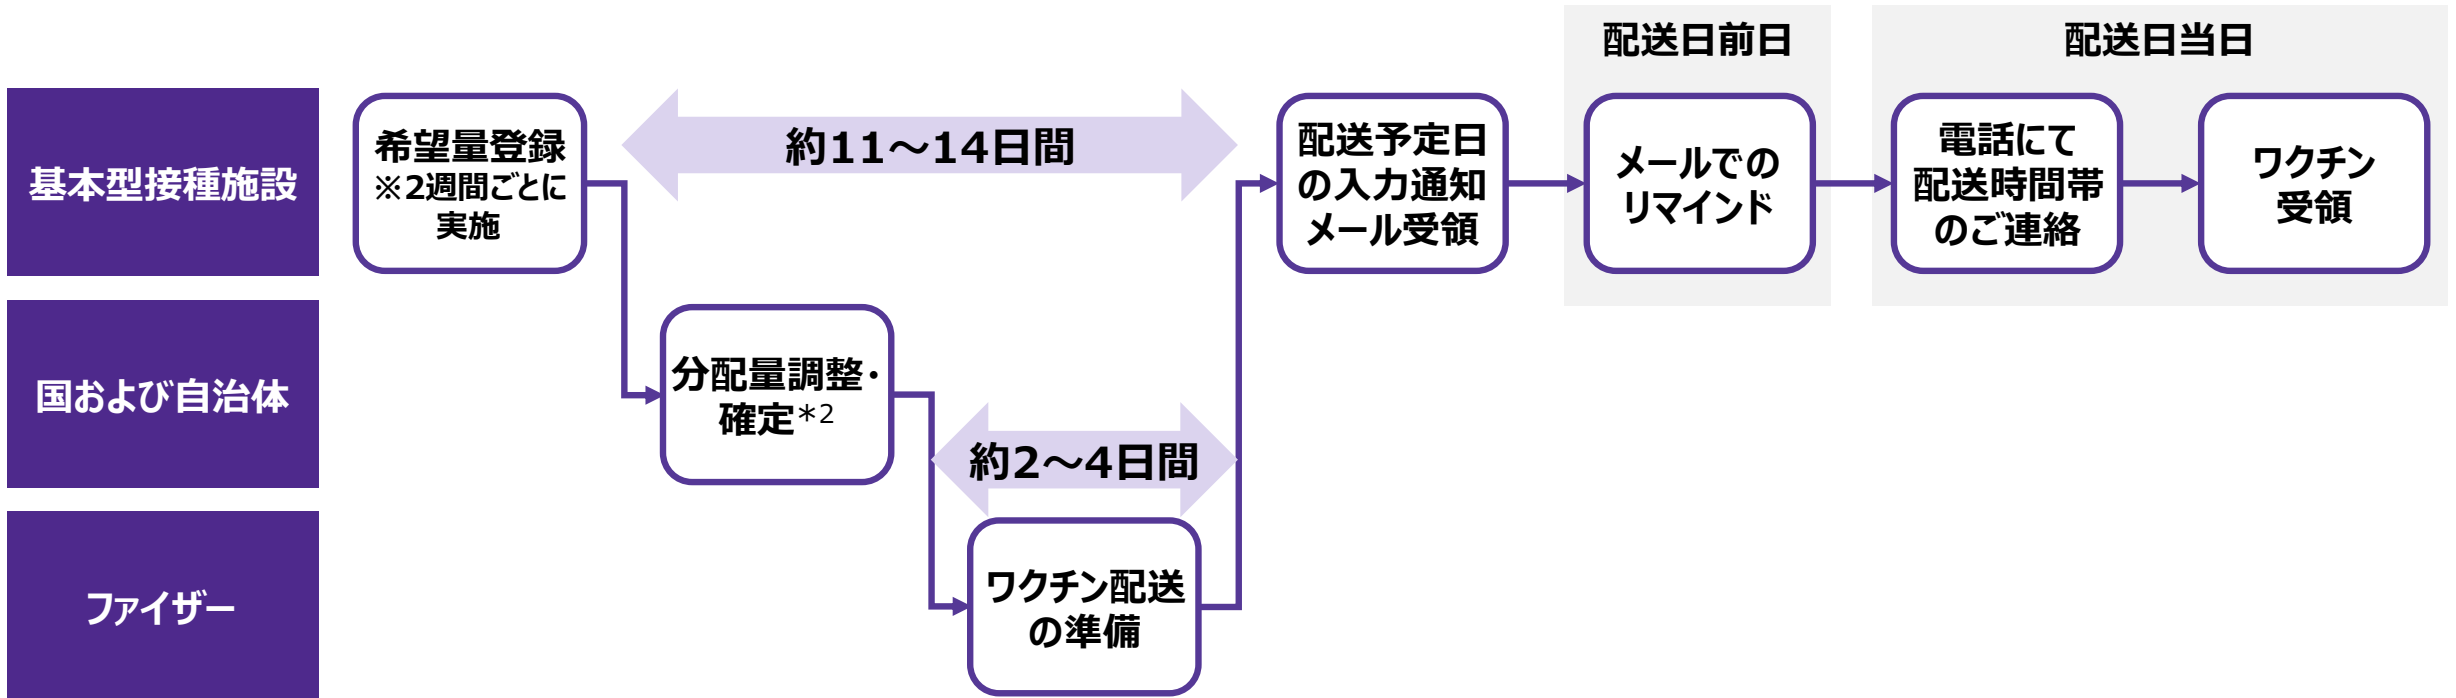 配送日前日
配送日当日
基本型接種施設
希望量登録
※2週間ごとに
実施
約11～14日間
配送予定日
の入力通知
メール受領
メールでの
リマインド
電話にて
配送時間帯
のご連絡
ワクチン
受領
国および自治体
分配量調整・
確定*2
約2～4日間
ファイザー
ワクチン配送
の準備